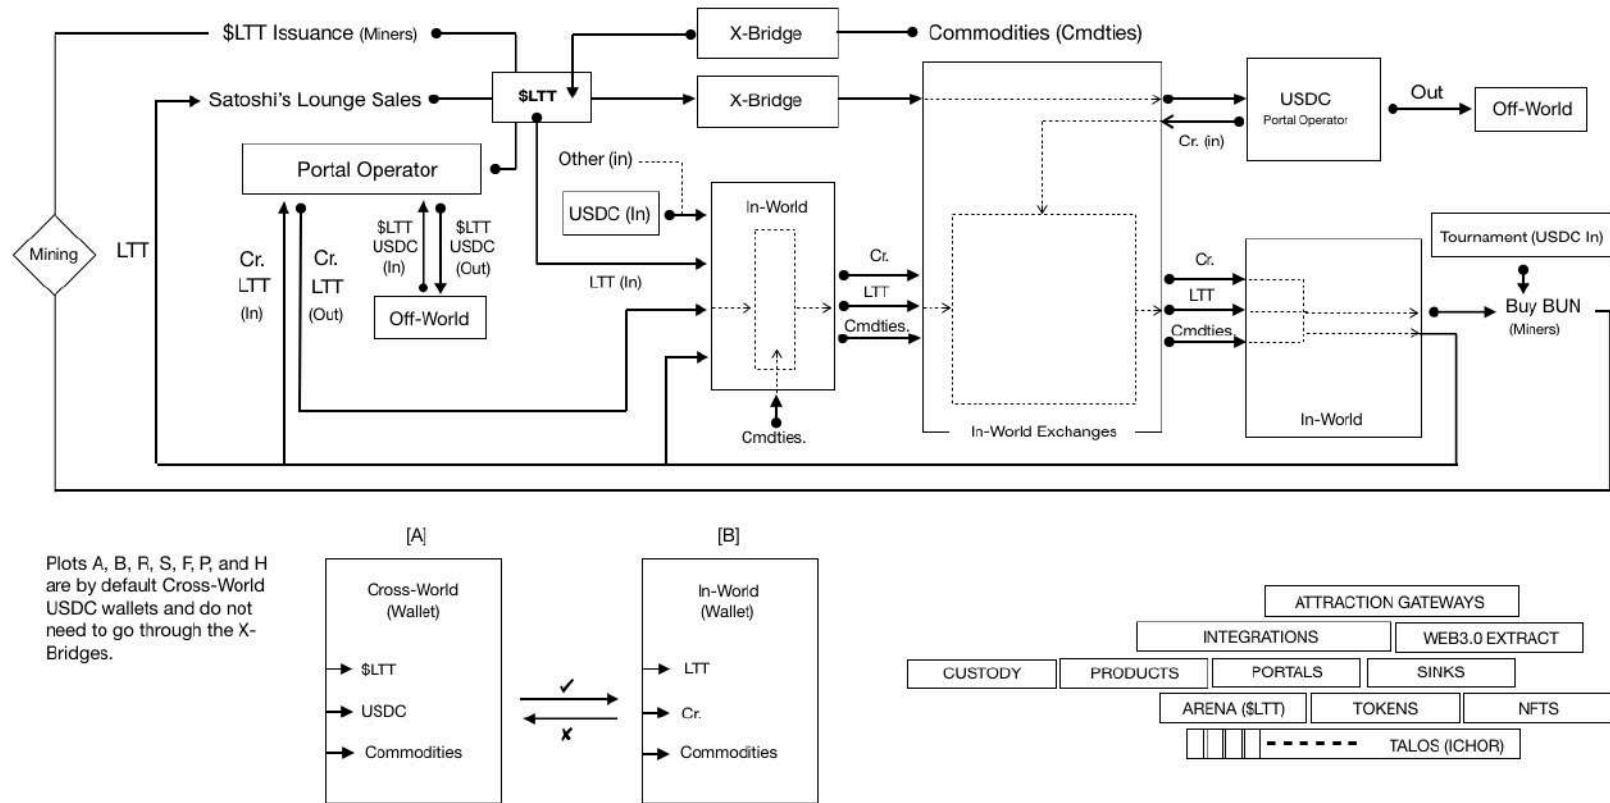 $LTT Issuance (Miners)
X-Bridge
Commodities (Cmdties)
Satoshi's Lounge Sales
$LTT
X-Bridge
USDC
Portal Operator
Out
Off-World
Cr. (in)
Other (in)
Portal Operator
USDC (In)
In-World
Mining
LTT
Cr.
LTT
(In)
Cr.
LTT
(Out)
$LTT
USDC
(In)
$LTT
USDC
(Out)
Off-World
LTT (In)
Cr.
LTT
Cmdties.
Cr.
LTT
Cmdties.
Tournament (USDC In)
Buy BUN
(Miners)
Cmdties.
In-World Exchanges
In-World
Plots A, B, R, S, F, P, and H
are by default Cross-World
USDC wallets and do not
need to go through the X-
Bridges.
[A]
Cross-World
(Wallet)
$LTT
USDC
Commodities
[B]
In-World
(Wallet)
LTT
Cr.
Commodities
ATTRACTION GATEWAYS
INTEGRATIONS
WEB3.0 EXTRACT
CUSTODY
PRODUCTS
PORTALS
SINKS
ARENA ($LTT)
TOKENS
NFTS
TALOS (ICHOR)